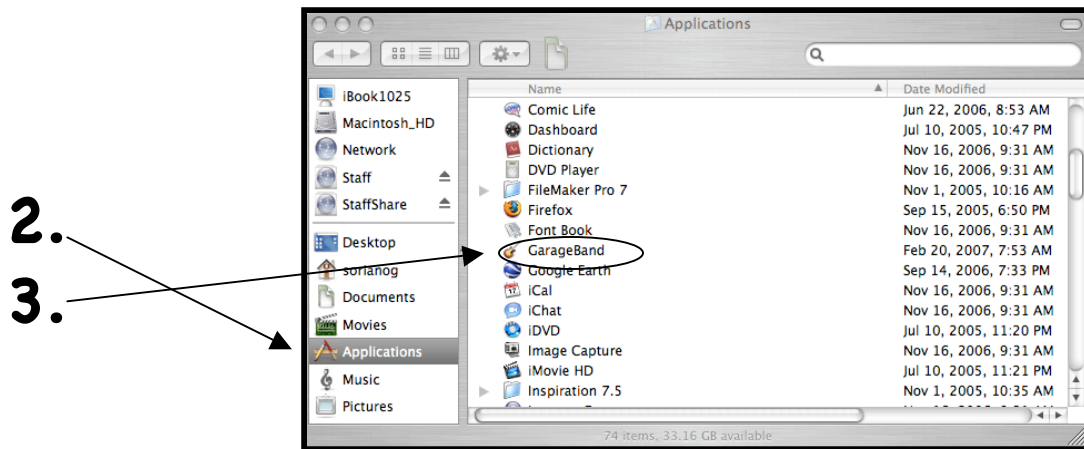 Applications
Name Date Modified
iBook1025
Macintosh_HD
Network
Staff
StaffShare
Desktop
sorianog
Documents
Movies
Applications
Music
Pictures
Comic Life Jun 22, 2006, 8:53 AM
Dashboard Jul 10, 2005, 10:47 PM
Dictionary Nov 16, 2006, 9:31 AM
DVD Player Nov 16, 2006, 9:31 AM
FileMaker Pro 7 Nov 1, 2005, 10:16 AM
Firefox Sep 15, 2005, 6:50 PM
Font Book Nov 16, 2006, 9:31 AM
GarageBand Feb 20, 2007, 7:53 AM
Google Earth Sep 14, 2006, 7:33 PM
iCal Nov 16, 2006, 9:31 AM
iChat Nov 16, 2006, 9:31 AM
iDVD Jul 10, 2005, 11:20 PM
Image Capture Nov 16, 2006, 9:31 AM
iMovie HD Jul 10, 2005, 11:21 PM
Inspiration 7.5 Nov 1, 2005, 10:35 AM
74 items, 33.16 GB available
2.
3.